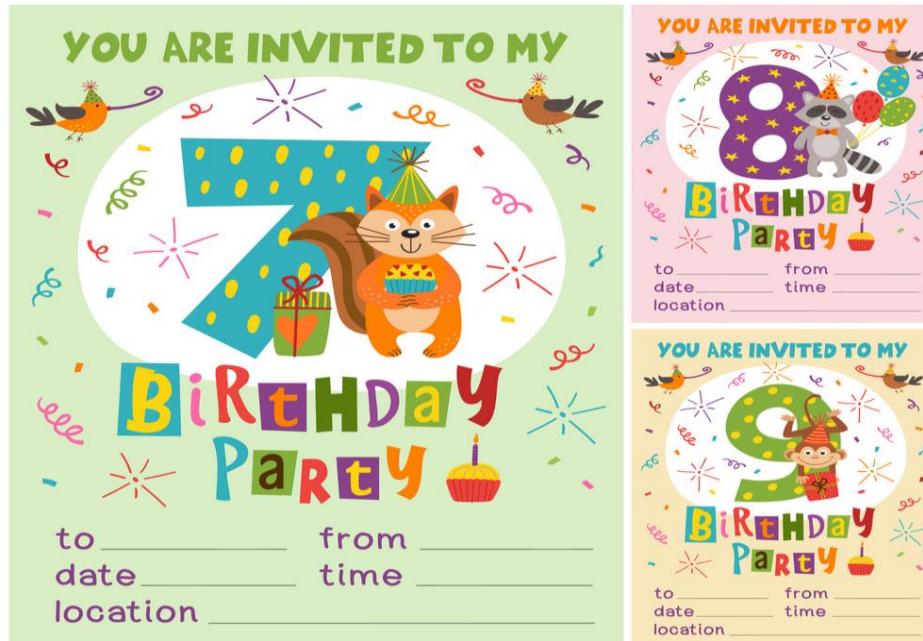 YOU ARE INVITED TO MY
7
BiRtHDaY
PaRtY
to from
date time
location
YOU ARE INVITED TO MY
8
BiRtHDaY
PaRtY
to from
date time
location
YOU ARE INVITED TO MY
9
BiRtHDaY
PaRtY
to from
date time
location